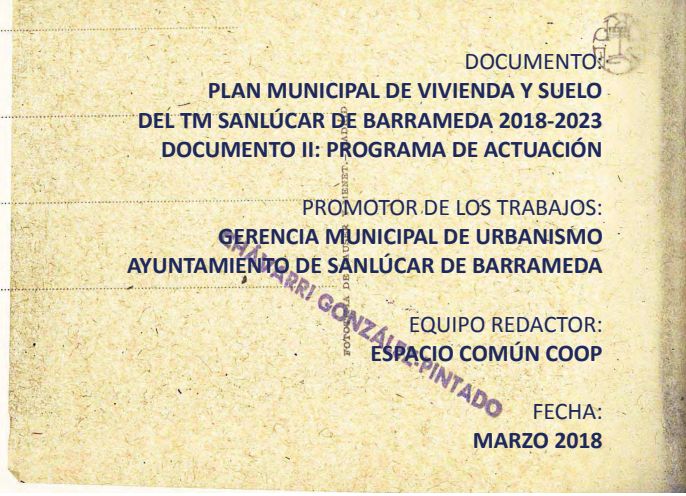 DOCUMENTO:
PLAN MUNICIPAL DE VIVIENDA Y SUELO
DEL TM SANLÚCAR DE BARRAMEDA 2018-2023
DOCUMENTO II: PROGRAMA DE ACTUACIÓN
PROMOTOR DE LOS TRABAJOS:
GERENCIA MUNICIPAL DE URBANISMO
AYUNTAMIENTO DE SANLÚCAR DE BARRAMEDA
EQUIPO REDACTOR:
ESPACIO COMÚN COOP
FECHA:
MARZO 2018
GONZÁLEZ-PINTADO